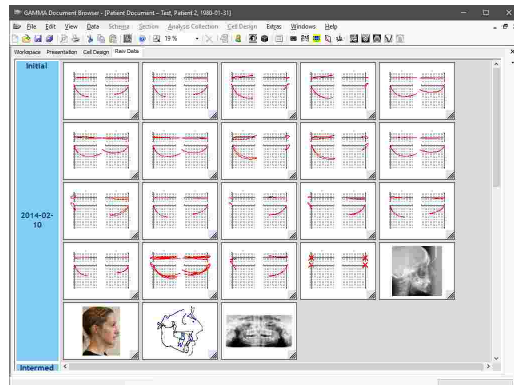 GAMMA Document Browser - [Patient Document – Test, Patient 2, 1980-01-31]
File Edit View Data Schema Section Analysis Collection Cell Design Extras Windows Help
19%
Workspace Presentation Cell Design Raw Data
Initial
2014-02-
10
Intermed